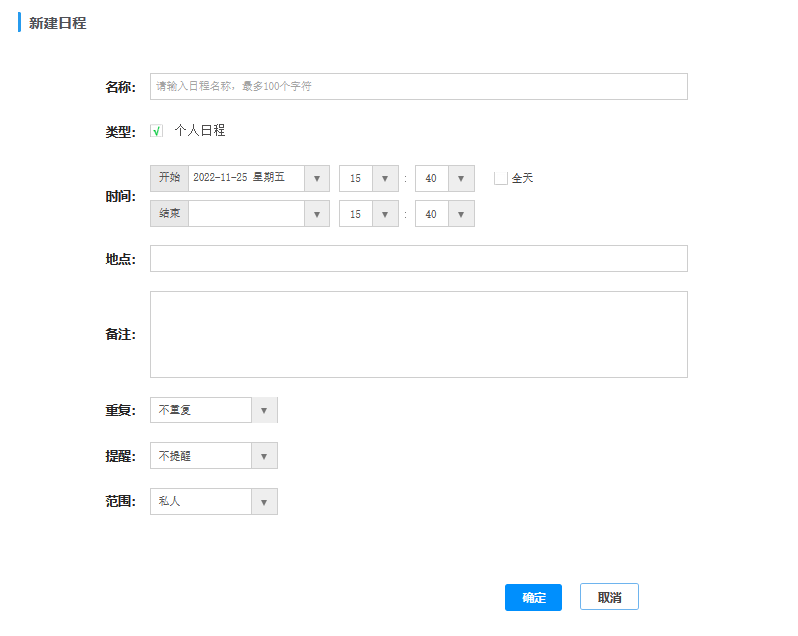 新建日程
名称: 请输入日程名称，最多100个字符
类型: √ 个人日程
时间: 开始 2022-11-25 星期五 15 : 40 全天
结束 15 : 40
地点:
备注:
重复: 不重复
提醒: 不提醒
范围: 私人
确定 取消